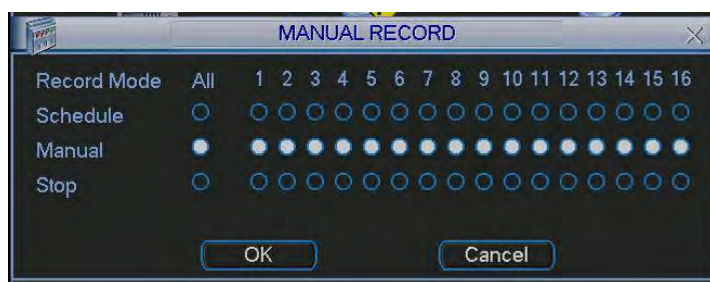 MANUAL RECORD
Record Mode All 1 2 3 4 5 6 7 8 9 10 11 12 13 14 15 16
Schedule
Manual
Stop
OK Cancel